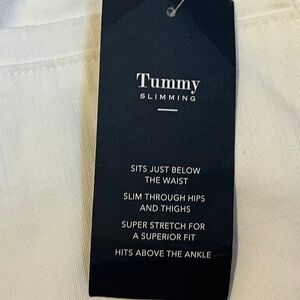 Tummy
SLIMMING
SITS JUST BELOW
THE WAIST
SLIM THROUGH HIPS
AND THIGHS
SUPER STRETCH FOR
A SUPERIOR FIT
HITS ABOVE THE ANKLE